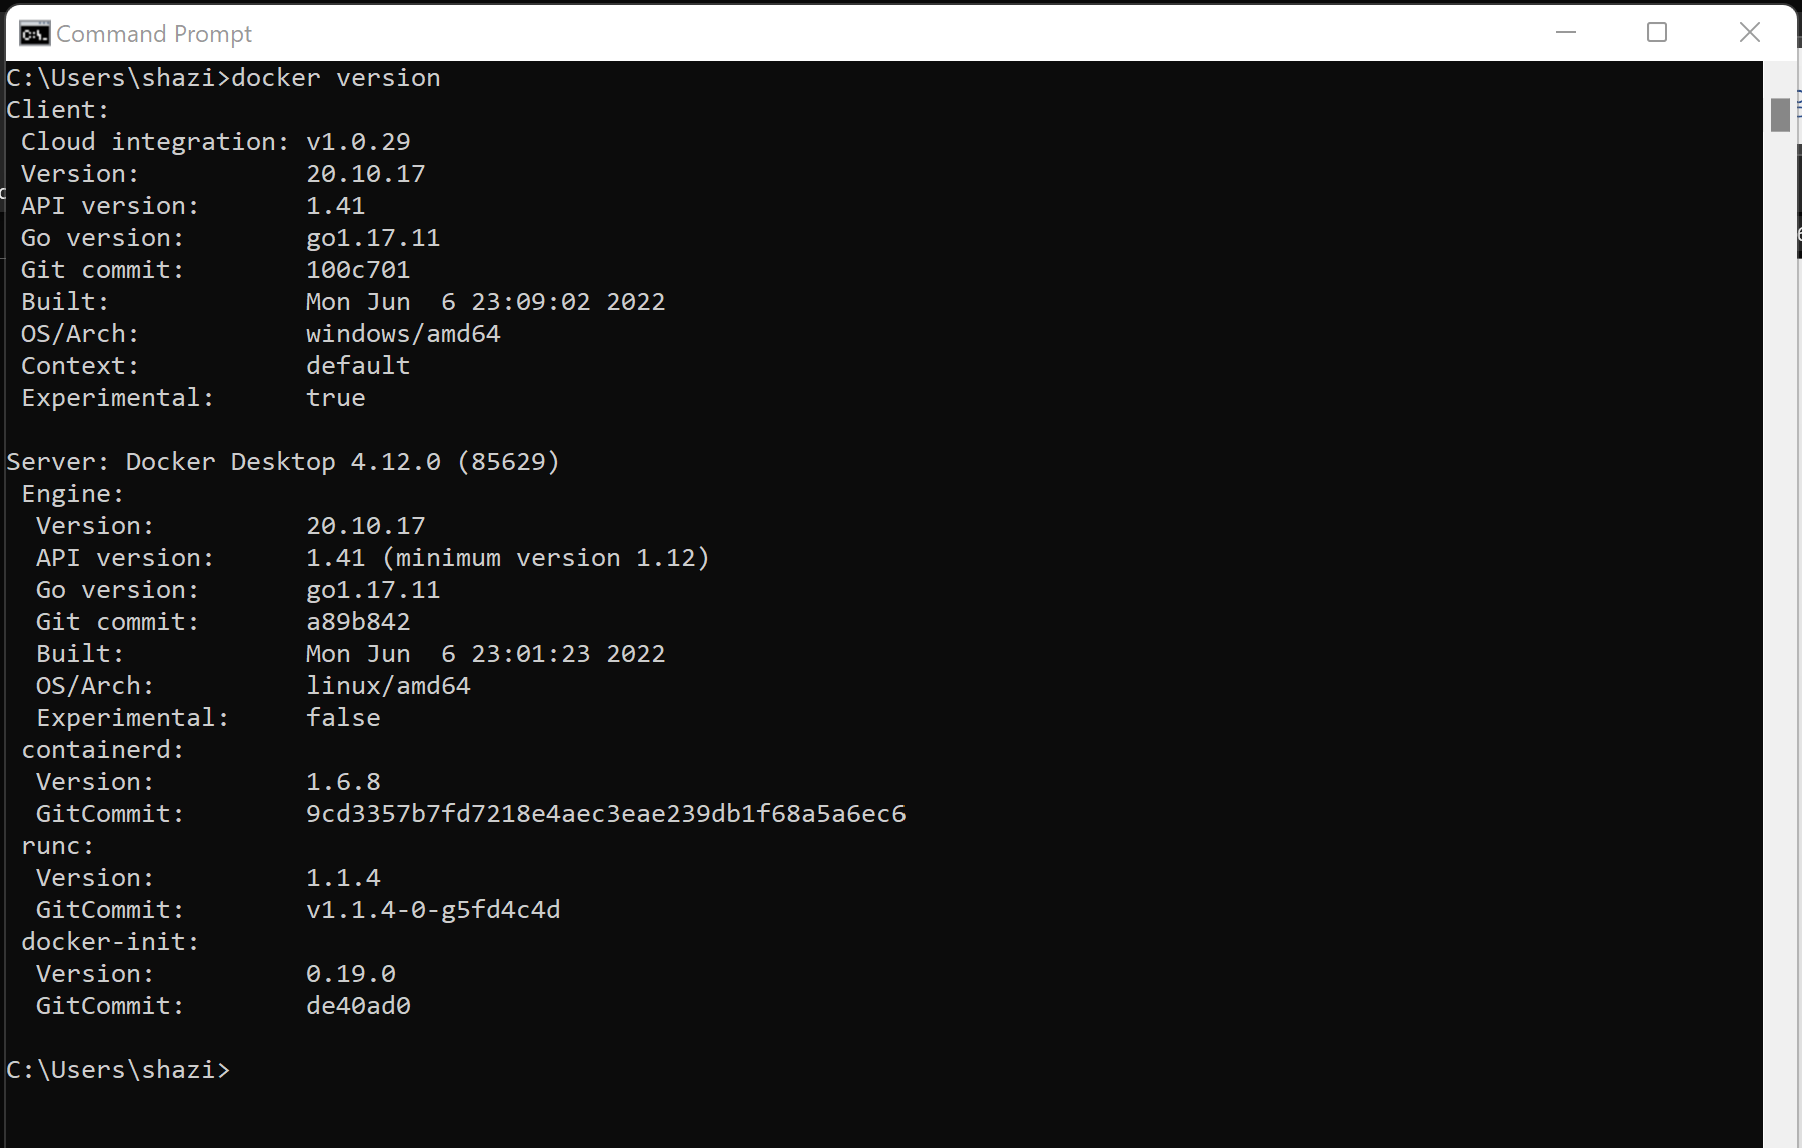 Command Prompt
C:\Users\shazi>docker version
Client:
 Cloud integration: v1.0.29
 Version:           20.10.17
 API version:       1.41
 Go version:        go1.17.11
 Git commit:        100c701
 Built:             Mon Jun  6 23:09:02 2022
 OS/Arch:           windows/amd64
 Context:           default
 Experimental:      true

Server: Docker Desktop 4.12.0 (85629)
 Engine:
  Version:          20.10.17
  API version:      1.41 (minimum version 1.12)
  Go version:       go1.17.11
  Git commit:       a89b842
  Built:            Mon Jun  6 23:01:23 2022
  OS/Arch:          linux/amd64
  Experimental:     false
 containerd:
  Version:          1.6.8
  GitCommit:        9cd3357b7fd7218e4aec3eae239db1f68a5a6ec6
 runc:
  Version:          1.1.4
  GitCommit:        v1.1.4-0-g5fd4c4d
 docker-init:
  Version:          0.19.0
  GitCommit:        de40ad0

C:\Users\shazi>